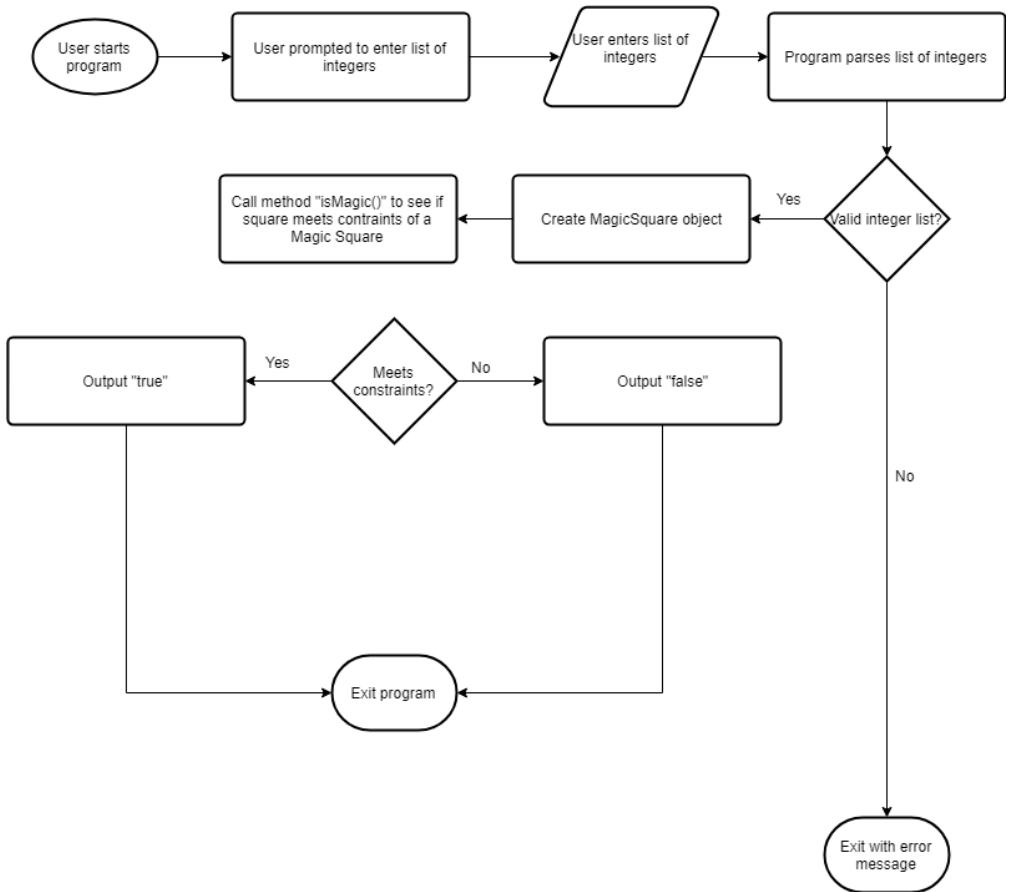 User starts
program
User prompted to enter list of
integers
User enters list of
integers
Program parses list of integers
Valid integer list?
Yes
Create MagicSquare object
Call method "isMagic()" to see if
square meets contraints of a
Magic Square
Meets
constraints?
Yes
Output "true"
No
Output "false"
No
Exit program
Exit with error
message